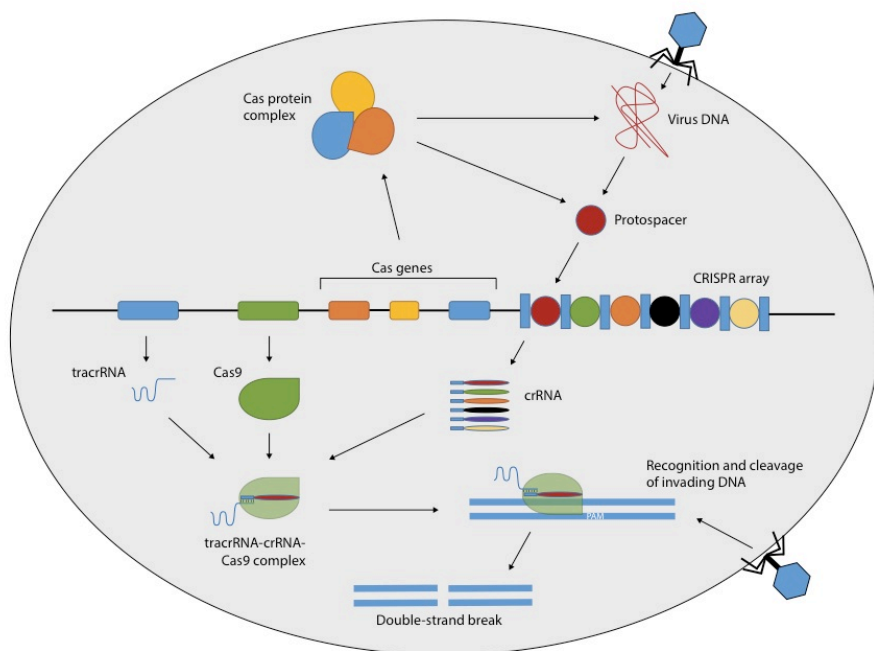 Cas protein
complex
Virus DNA
Protospacer
Cas genes
CRISPR array
tracrRNA
Cas9
crRNA
Recognition and cleavage
of invading DNA
PAM
tracrRNA-crRNA-
Cas9 complex
Double-strand break